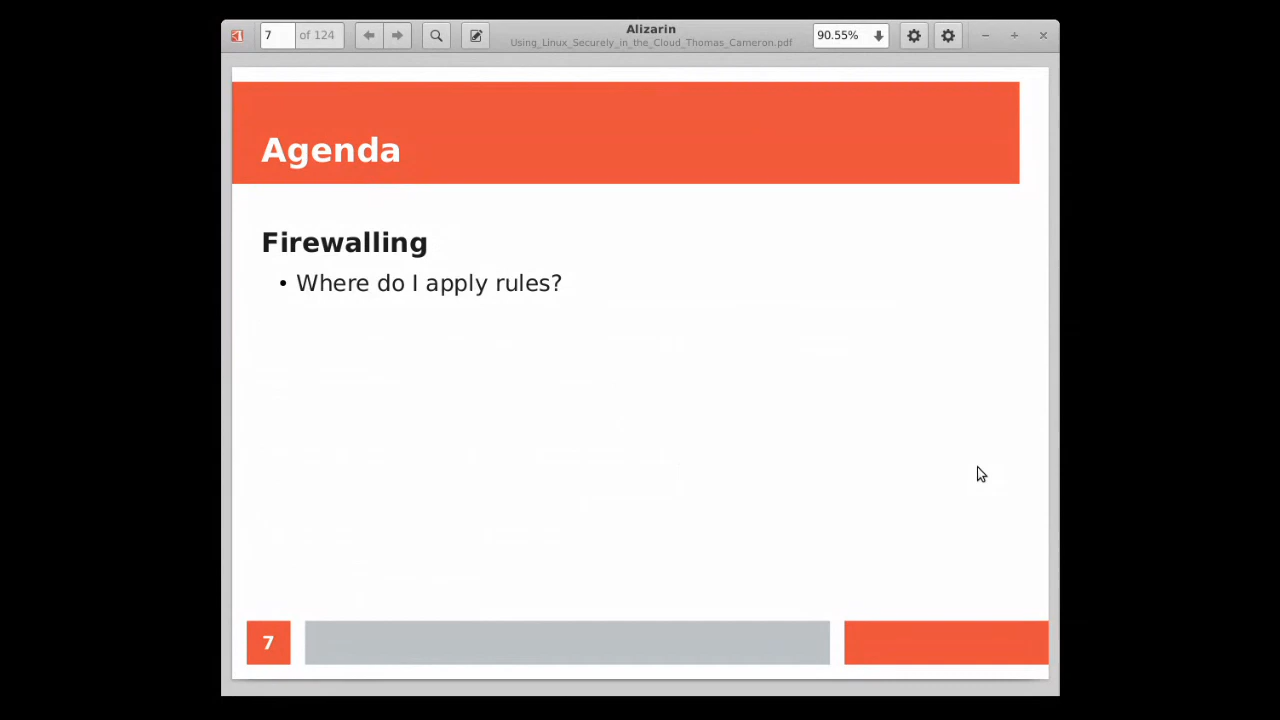 7
of 124
Alizarin
Using_Linux_Securely_in_the_Cloud_Thomas_Cameron.pdf
90.55%
Agenda
Firewalling
• Where do I apply rules?
7